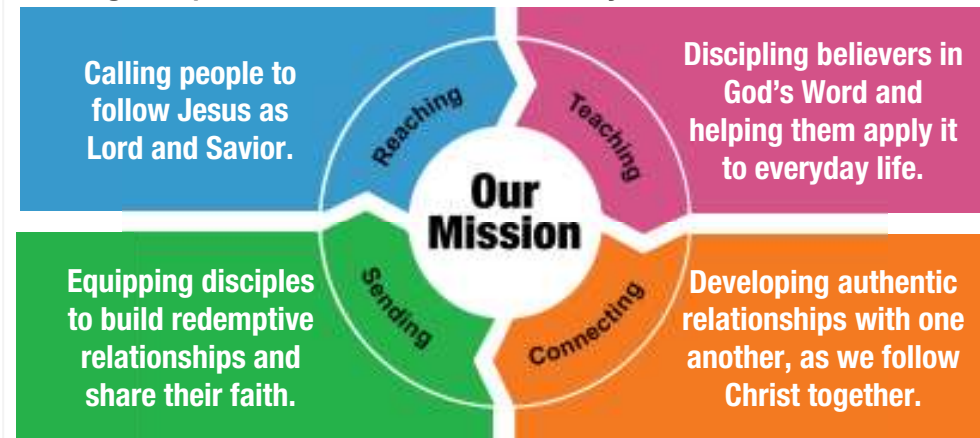 Calling people to
follow Jesus as
Lord and Savior.
Reaching
Teaching
Discipling believers in
God's Word and
helping them apply it
to everyday life.
Our
Mission
Equipping disciples
to build redemptive
relationships and
share their faith.
Sending
Connecting
Developing authentic
relationships with one
another, as we follow
Christ together.